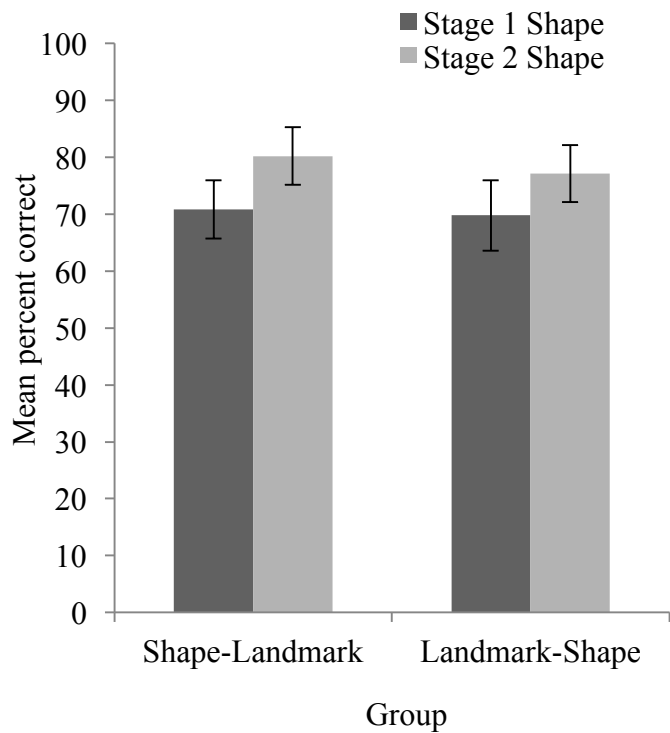 Stage 1 Shape
Stage 2 Shape
100
90
80
70
60
50
40
30
20
10
0
Mean percent correct
Shape-Landmark Landmark-Shape
Group